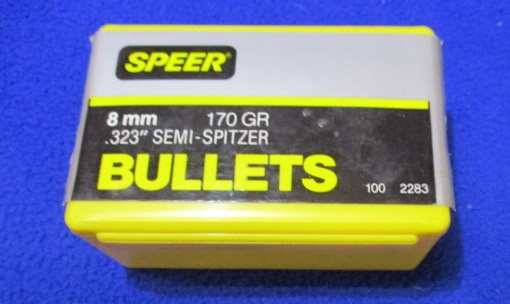 SPEER
8 mm 170 GR
.323" SEMI-SPITZER
BULLETS 100 2283